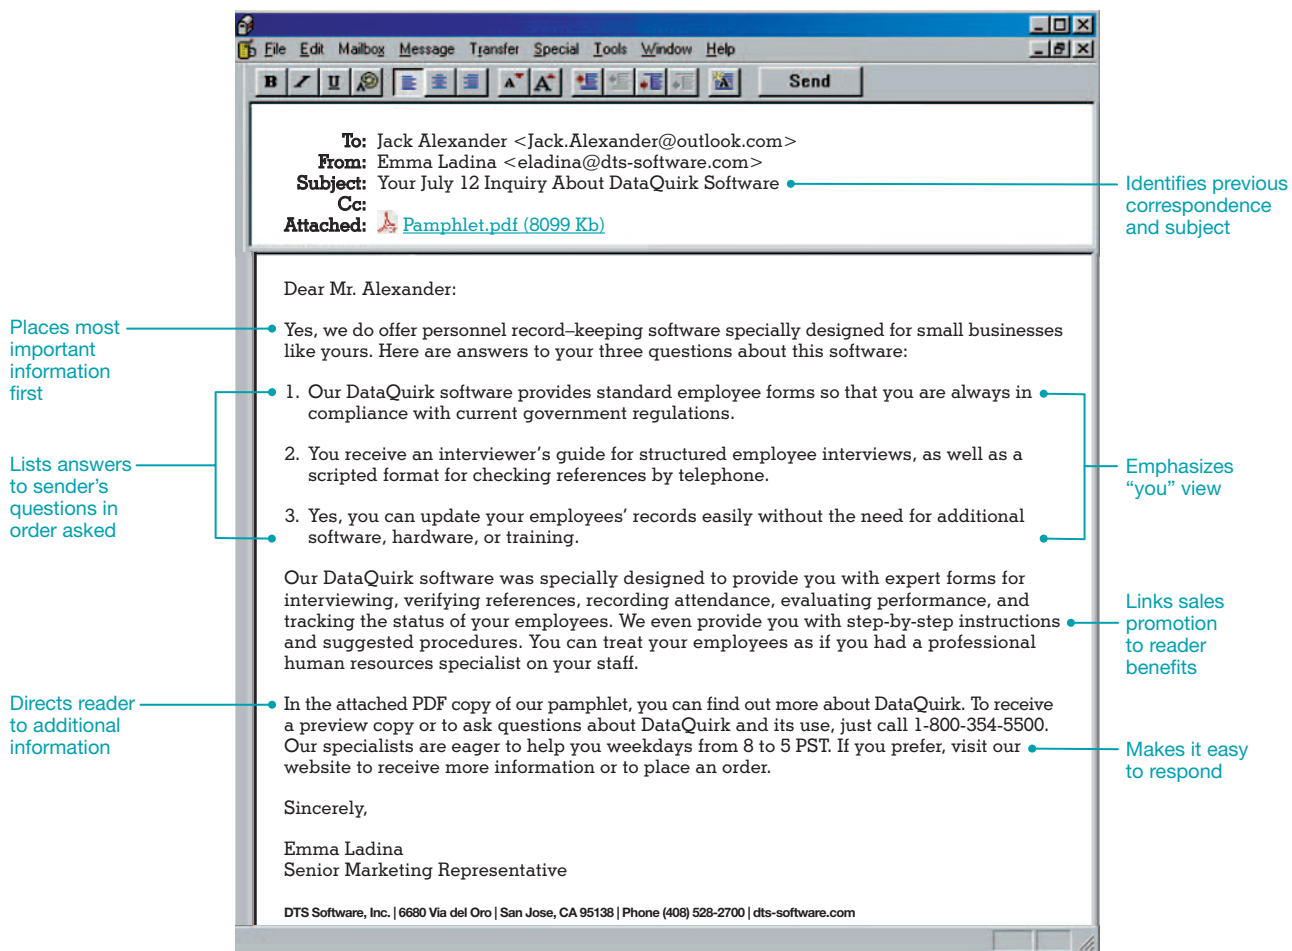 File Edit Mailbox Message Transfer Special Tools Window Help
B I U A A A A Send
To: Jack Alexander <Jack.Alexander@outlook.com>
From: Emma Ladina <eladina@dts-software.com>
Subject: Your July 12 Inquiry About DataQuirk Software
Cc:
Attached: Pamphlet.pdf (8099 Kb)
Identifies previous
correspondence
and subject
Dear Mr. Alexander:
Places most
important
information
first
Yes, we do offer personnel record–keeping software specially designed for small businesses
like yours. Here are answers to your three questions about this software:
Lists answers
to sender’s
questions in
order asked
1. Our DataQuirk software provides standard employee forms so that you are always in
compliance with current government regulations.
2. You receive an interviewer’s guide for structured employee interviews, as well as a
scripted format for checking references by telephone.
3. Yes, you can update your employees’ records easily without the need for additional
software, hardware, or training.
Emphasizes
“you” view
Our DataQuirk software was specially designed to provide you with expert forms for
interviewing, verifying references, recording attendance, evaluating performance, and
tracking the status of your employees. We even provide you with step-by-step instructions
and suggested procedures. You can treat your employees as if you had a professional
human resources specialist on your staff.
Links sales
promotion
to reader
benefits
Directs reader
to additional
information
In the attached PDF copy of our pamphlet, you can find out more about DataQuirk. To receive
a preview copy or to ask questions about DataQuirk and its use, just call 1-800-354-5500.
Our specialists are eager to help you weekdays from 8 to 5 PST. If you prefer, visit our
website to receive more information or to place an order.
Makes it easy
to respond
Sincerely,
Emma Ladina
Senior Marketing Representative
DTS Software, Inc. | 6680 Via del Oro | San Jose, CA 95138 | Phone (408) 528-2700 | dts-software.com